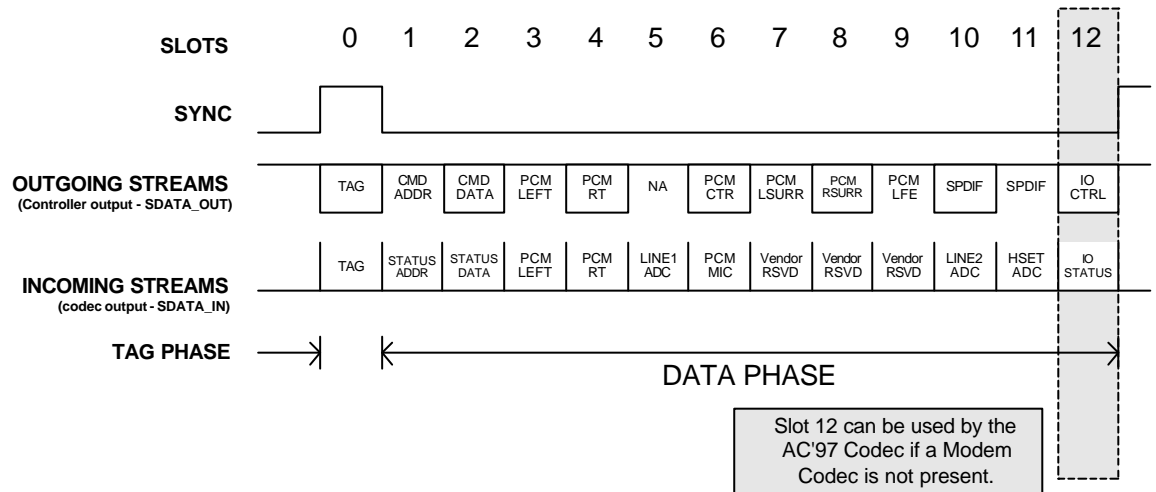 SLOTS 0 1 2 3 4 5 6 7 8 9 10 11 12
SYNC
OUTGOING STREAMS
(Controller output - SDATA_OUT)
TAG CMD ADDR CMD DATA PCM LEFT PCM RT NA PCM CTR PCM LSURR PCM RSURR PCM LFE SPDIF SPDIF IO CTRL
INCOMING STREAMS
(codec output - SDATA_IN)
TAG STATUS ADDR STATUS DATA PCM LEFT PCM RT LINE1 ADC PCM MIC Vendor RSVD Vendor RSVD Vendor RSVD LINE2 ADC HSET ADC IO STATUS
TAG PHASE
DATA PHASE
Slot 12 can be used by the
AC'97 Codec if a Modem
Codec is not present.